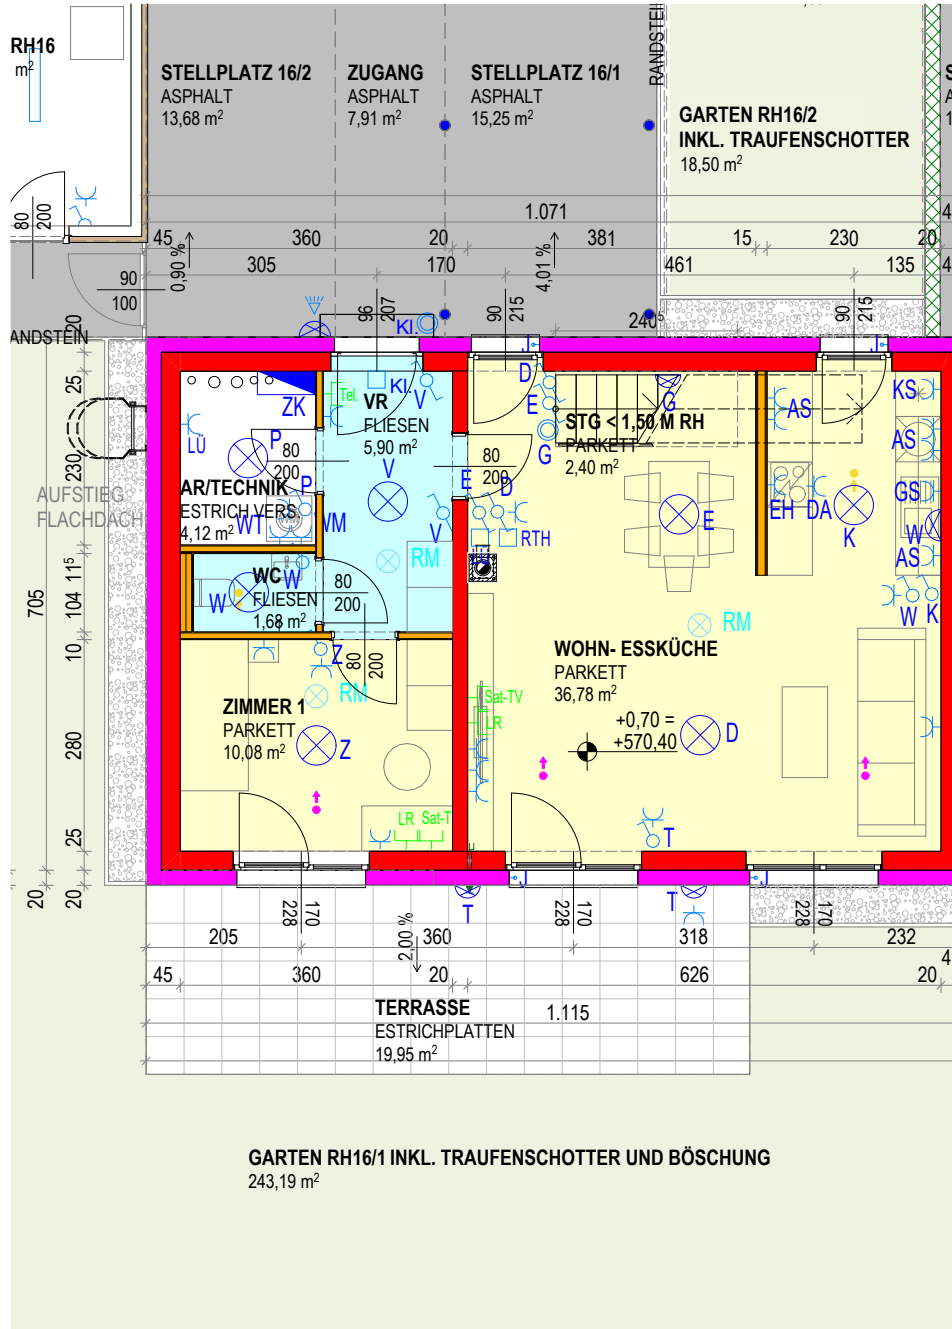 RH16
m²
STELLPLATZ 16/2
ASPHALT
13,68 m²
ZUGANG
ASPHALT
7,91 m²
STELLPLATZ 16/1
ASPHALT
15,25 m²
RANDSTEIN
GARTEN RH16/2
INKL. TRAUFENSCHOTTER
18,50 m²
80
200
1.071
45
360
20
381
15
230
20
0,90 %
305
170
4,01 %
461
135
90
100
96
207
90
215
240⁵
90
215
ANDSTEIN
20
Kl.
J
J
25
ZK
Tel.
Kl.
VR
FLIESEN
5,90 m²
V
D
E
G
G
STG < 1,50 M RH
PARKETT
2,40 m²
AS
KS
AS
LÜ
P
80
200
V
80
200
230
AUFSTIEG
FLACHDACH
AR/TECHNIK
ESTRICH VERS.
4,12 m²
P
WT
WM
V
E
D
RTH
E
EH
DA
K
GS
W
AS
11⁵
705
104
WC
FLIESEN
1,68 m²
W
W
80
200
RM
RM
W
K
10
Z
80
200
RM
WOHN- ESSKÜCHE
PARKETT
36,78 m²
ZIMMER 1
PARKETT
10,08 m²
Z
Sat-TV
LR
+0,70 =
+570,40
D
280
LR
Sat-T
T
25
20
20
J
J
T
T
170
228
170
228
170
228
205
2,00 %
360
318
232
45
360
20
626
20
4
TERRASSE
ESTRICHPLATTEN
19,95 m²
1.115
GARTEN RH16/1 INKL. TRAUFENSCHOTTER UND BÖSCHUNG
243,19 m²